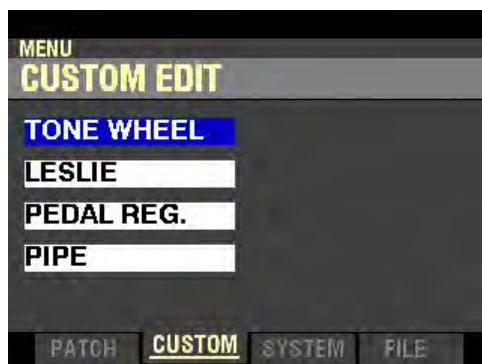 MENU
CUSTOM EDIT
TONE WHEEL
LESLIE
PEDAL REG.
PIPE
PATCH CUSTOM SYSTEM FILE